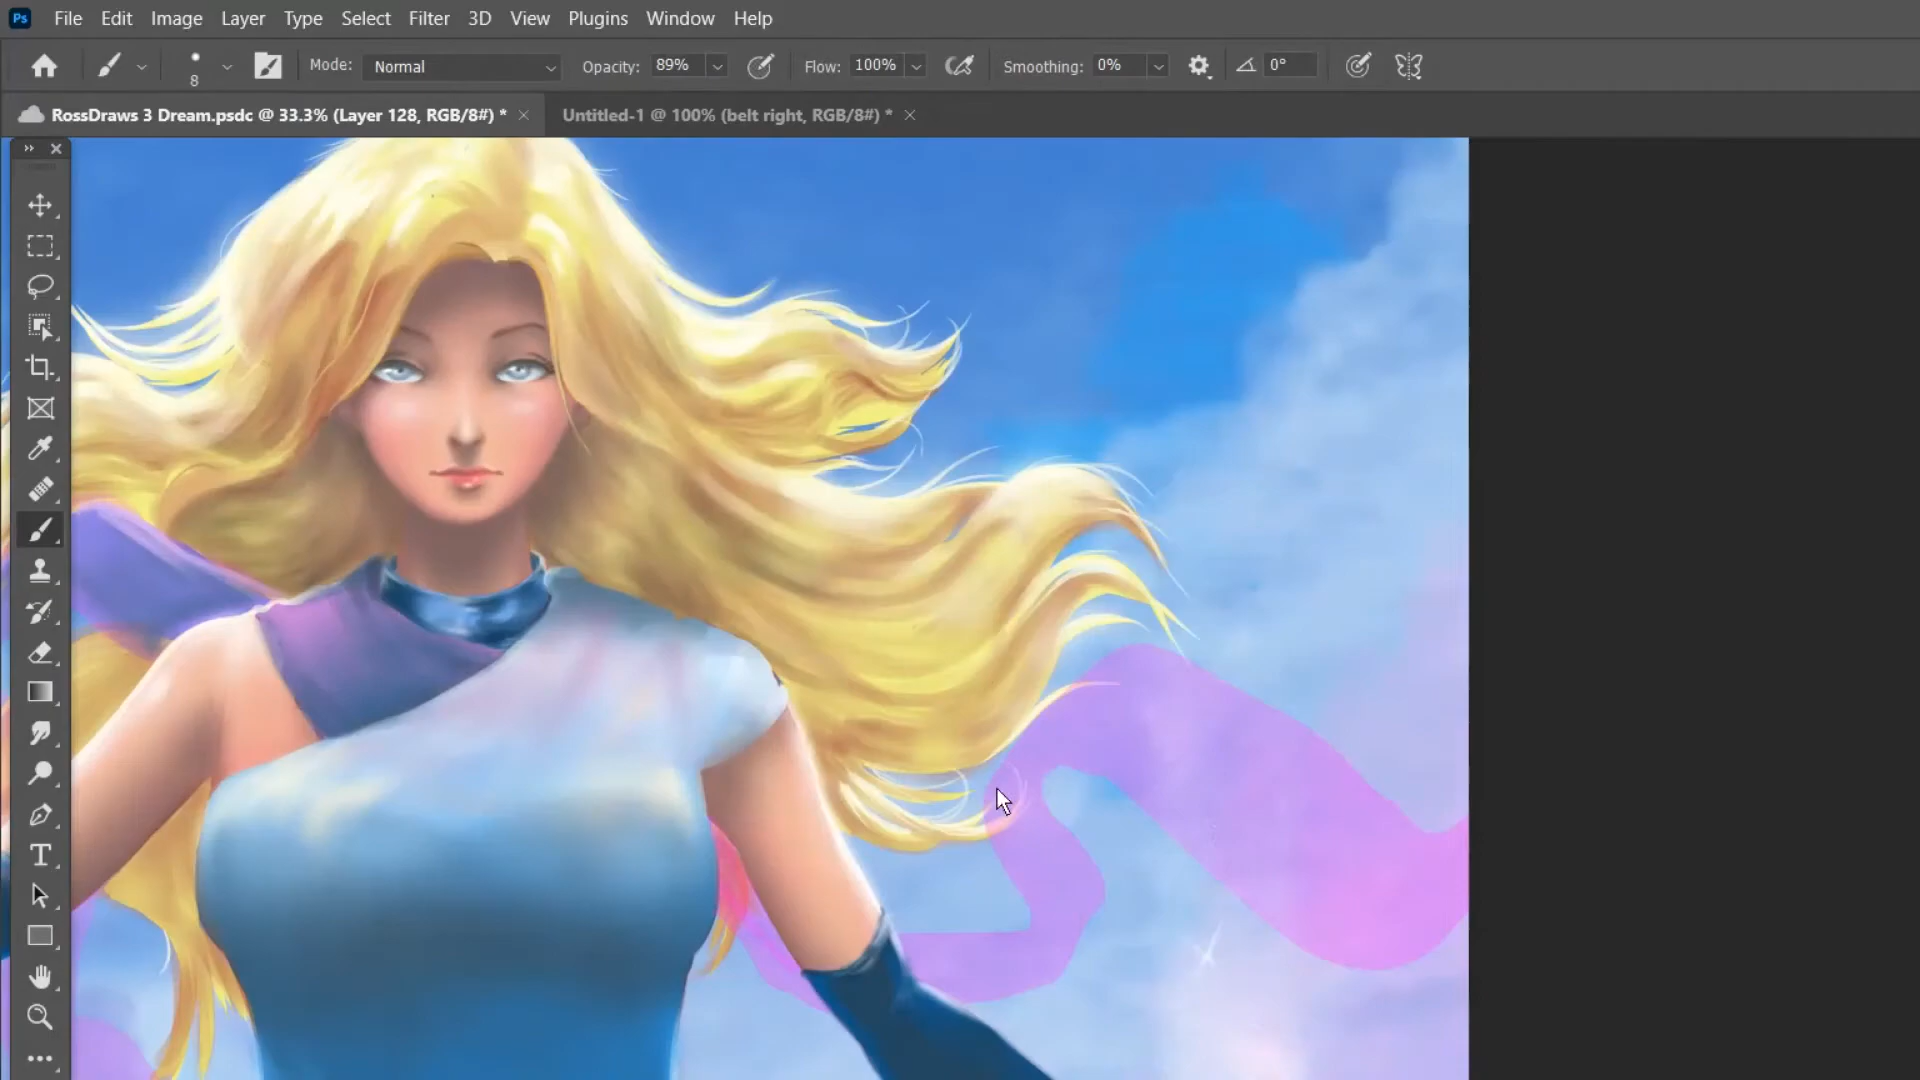 Ps File Edit Image Layer Type Select Filter 3D View Plugins Window Help
8 Mode: Normal Opacity: 89% Flow: 100% Smoothing: 0% 0°
RossDraws 3 Dream.psdc @ 33.3% (Layer 128, RGB/8#) * Untitled-1 @ 100% (belt right, RGB/8#) *